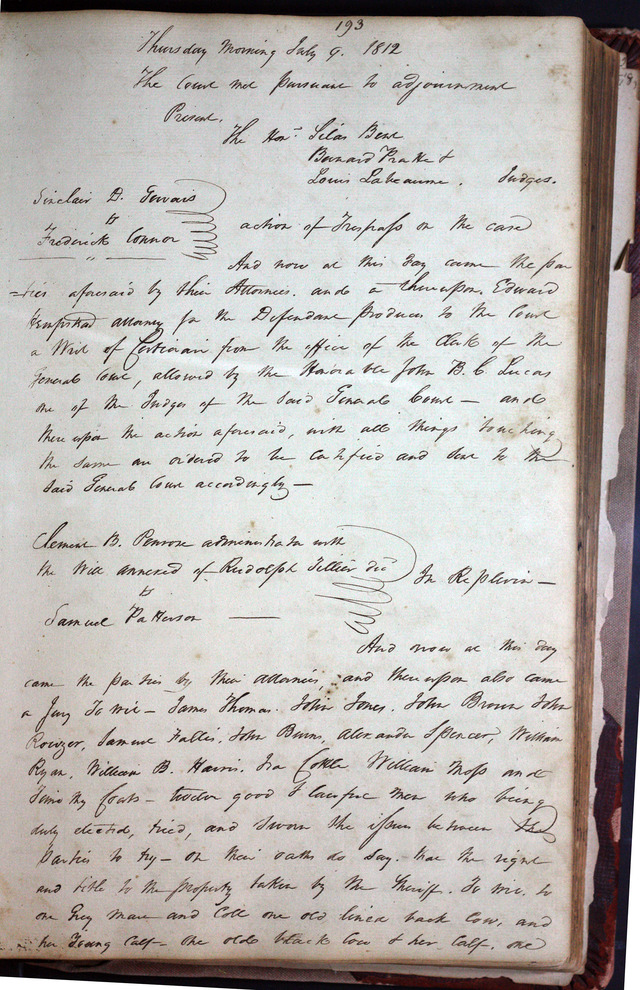 193
Thursday Morning July 9. 1812
The Court met pursuant to adjournment
Present.
The Hon. Silas Bent
Bernard Pratte &
Louis Labeaume. Judges.
Sinclair D. Gervais
vs
Frederick Connor
action of Trespass on the case
And now at this day came the par
=ties aforesaid by their Attornies. and a thereupon Edward
Hempstead attorney for the Defendant produces to the Court
a Writ of Certiorari from the office of the Clerk of the
General Court, allowed by the Honorable John B. C. Lucas
one of the Judges of the said General Court — and
thereupon the action aforesaid, with all things touching
the same are ordered to be certified and sent to the
said General Court accordingly —
Clement B. Penrose administrator with
the Will annexed of Rudolph Tillier decd
vs
Samuel Patterson
In Replevin —
And now at this day
came the parties by their attornies, and thereupon also came
a Jury To wit — James Thomas. John Jones. John Brown John
Rouizer, Samuel Falles, John Burns, Alexander Spencer, William
Ryan, William B. Harris, Ira Cottle William Moss and
Timothy Coats — twelve good & lawful men who being
duly elected, tried, and sworn the issue between the
parties to try — on their oaths do say. that the right
and title to the property taken by the Sheriff. To wit. to
one Grey Mare and Colt one old lined back Cow, and
her Young Calf — one olde black Cow & her Calf, one